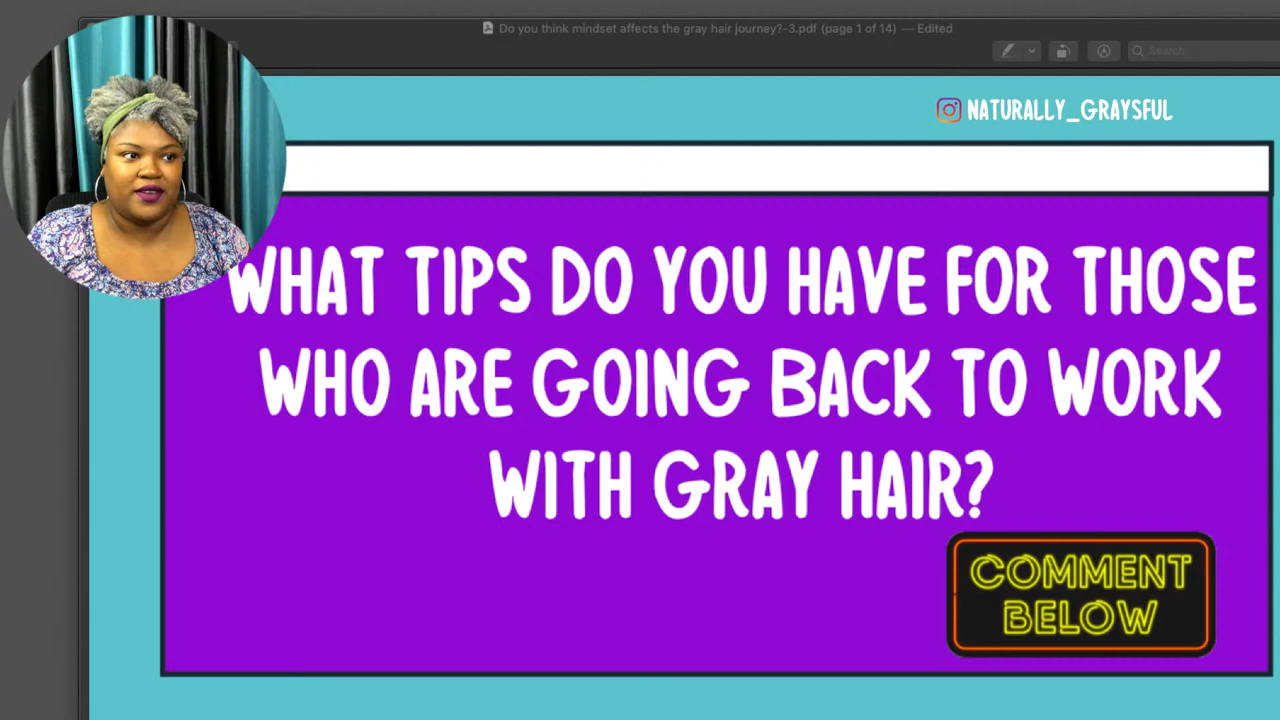 Do you think mindset affects the gray hair journey?-3.pdf (page 1 of 14) — Edited
Search
NATURALLY_GRAYSFUL
WHAT TIPS DO YOU HAVE FOR THOSE
WHO ARE GOING BACK TO WORK
WITH GRAY HAIR?
COMMENT
BELOW